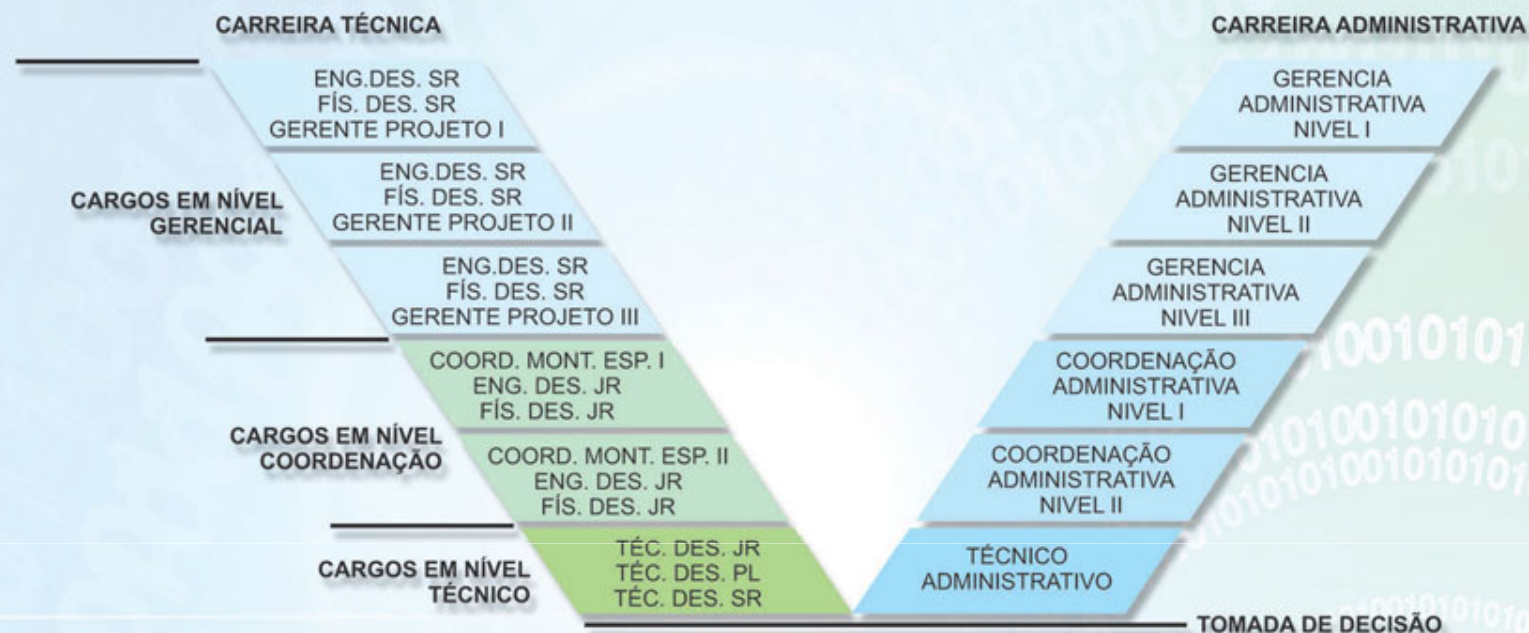 CARREIRA TÉCNICA
ENG.DES. SR
FÍS. DES. SR
GERENTE PROJETO I
ENG.DES. SR
FÍS. DES. SR
GERENTE PROJETO II
ENG.DES. SR
FÍS. DES. SR
GERENTE PROJETO III
COORD. MONT. ESP. I
ENG. DES. JR
FÍS. DES. JR
COORD. MONT. ESP. II
ENG. DES. JR
FÍS. DES. JR
TÉC. DES. JR
TÉC. DES. PL
TÉC. DES. SR
CARGOS EM NÍVEL
GERENCIAL
CARGOS EM NÍVEL
COORDENAÇÃO
CARGOS EM NÍVEL
TÉCNICO
CARREIRA ADMINISTRATIVA
GERENCIA
ADMINISTRATIVA
NIVEL I
GERENCIA
ADMINISTRATIVA
NIVEL II
GERENCIA
ADMINISTRATIVA
NIVEL III
COORDENAÇÃO
ADMINISTRATIVA
NIVEL I
COORDENAÇÃO
ADMINISTRATIVA
NIVEL II
TÉCNICO
ADMINISTRATIVO
TOMADA DE DECISÃO